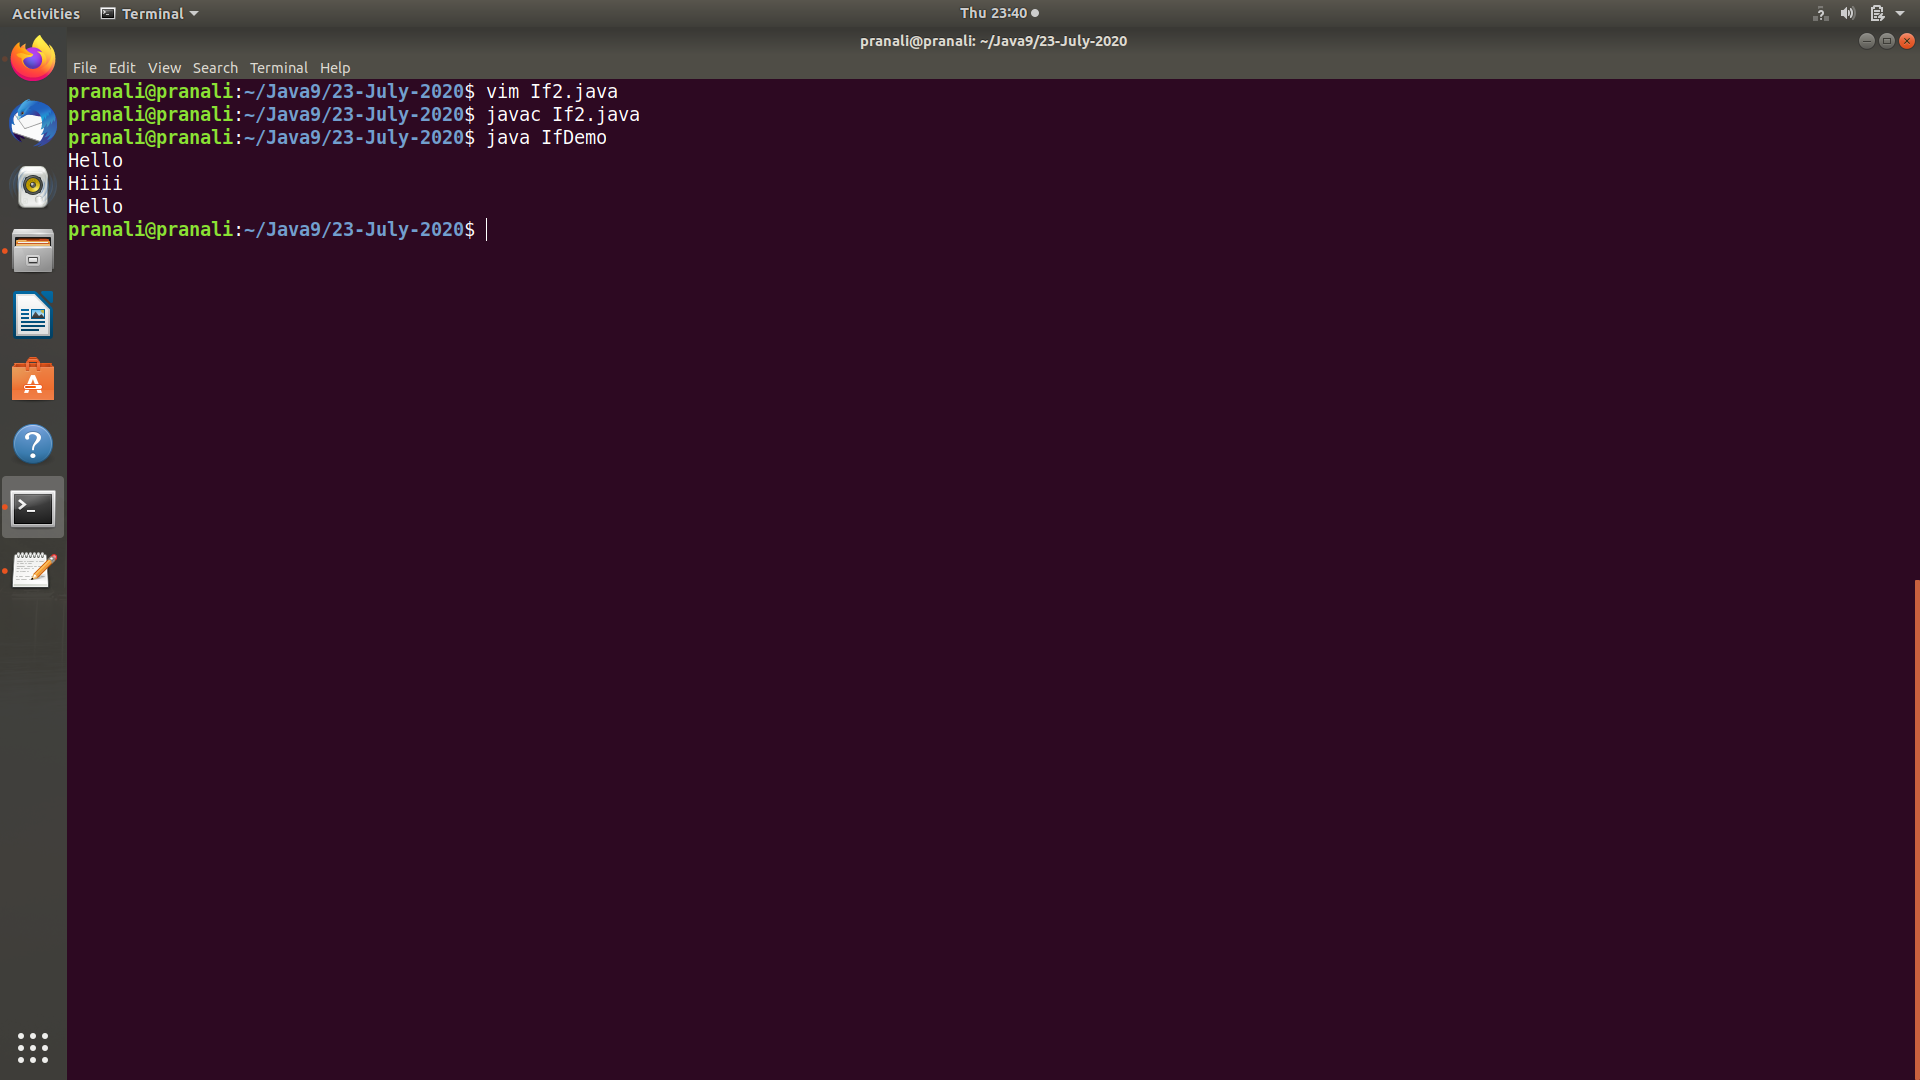 Activities Terminal Thu 23:40
pranali@pranali: ~/Java9/23-July-2020
File Edit View Search Terminal Help
pranali@pranali:~/Java9/23-July-2020$ vim If2.java
pranali@pranali:~/Java9/23-July-2020$ javac If2.java
pranali@pranali:~/Java9/23-July-2020$ java IfDemo
Hello
Hiiii
Hello
pranali@pranali:~/Java9/23-July-2020$